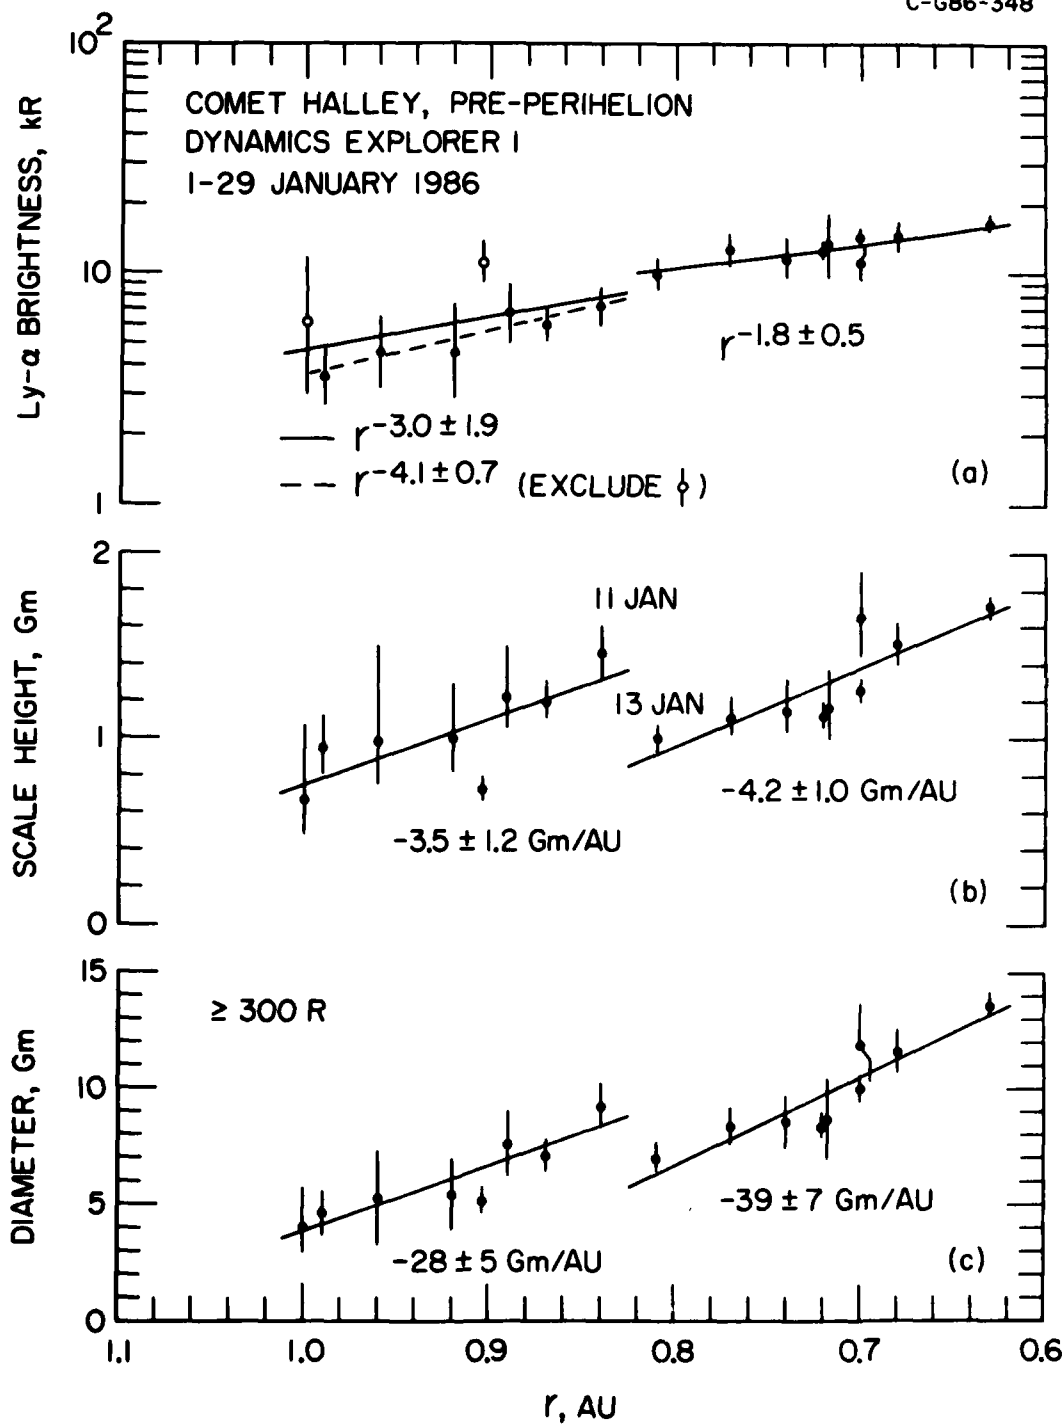 C-G86-348
10²
Ly-α BRIGHTNESS, kR
COMET HALLEY, PRE-PERIHELION
DYNAMICS EXPLORER I
1-29 JANUARY 1986
10
r^-1.8 ± 0.5
r^-3.0 ± 1.9
r^-4.1 ± 0.7 (EXCLUDE )
(a)
1
2
SCALE HEIGHT, Gm
11 JAN
13 JAN
1
-4.2 ± 1.0 Gm/AU
-3.5 ± 1.2 Gm/AU
(b)
0
15
DIAMETER, Gm
≥ 300 R
10
5
-39 ± 7 Gm/AU
-28 ± 5 Gm/AU
(c)
0
1.1 1.0 0.9 0.8 0.7 0.6
r, AU